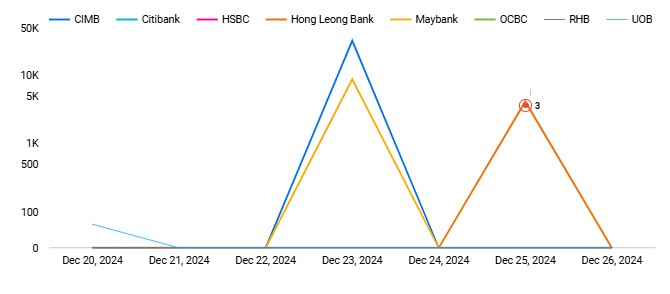 CIMB Citibank HSBC Hong Leong Bank Maybank OCBC RHB UOB
50K
10K
5K
3
1K
500
100
0
Dec 20, 2024 Dec 21, 2024 Dec 22, 2024 Dec 23, 2024 Dec 24, 2024 Dec 25, 2024 Dec 26, 2024